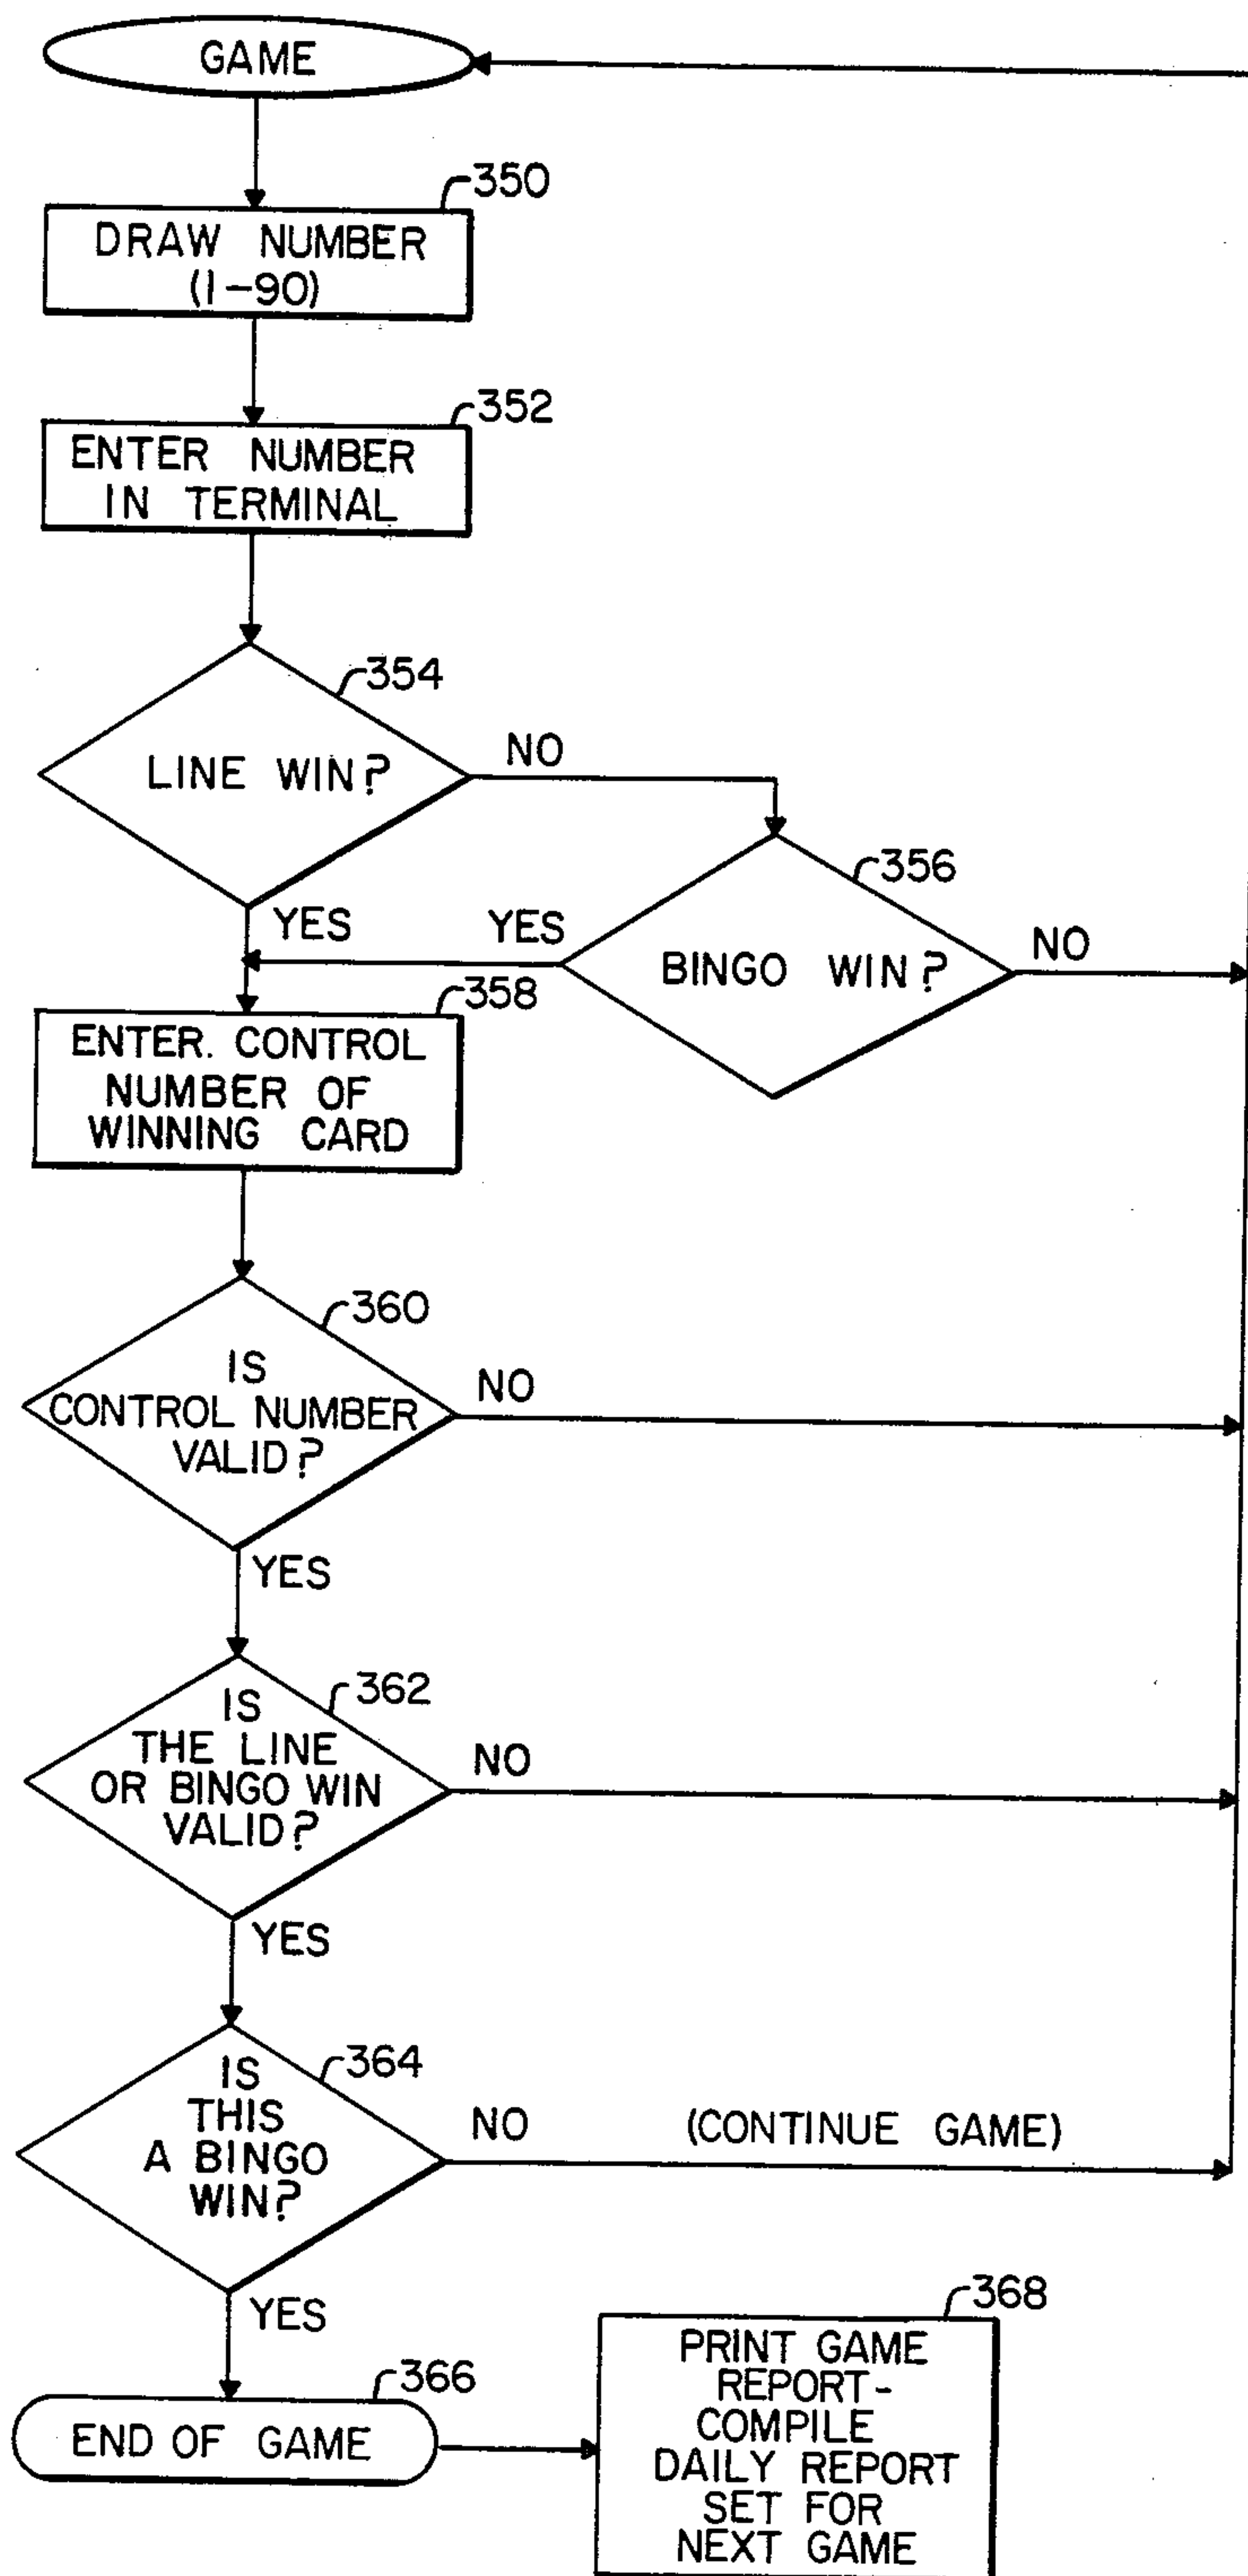 GAME
350
DRAW NUMBER
(1-90)
352
ENTER NUMBER
IN TERMINAL
354
LINE WIN?
NO
356
YES
YES
BINGO WIN?
NO
358
ENTER. CONTROL
NUMBER OF
WINNING CARD
360
IS
CONTROL NUMBER
VALID?
NO
YES
362
IS
THE LINE
OR BINGO WIN
VALID?
NO
YES
364
IS
THIS
A BINGO
WIN?
NO (CONTINUE GAME)
YES
366
END OF GAME
368
PRINT GAME
REPORT-
COMPILE
DAILY REPORT
SET FOR
NEXT GAME